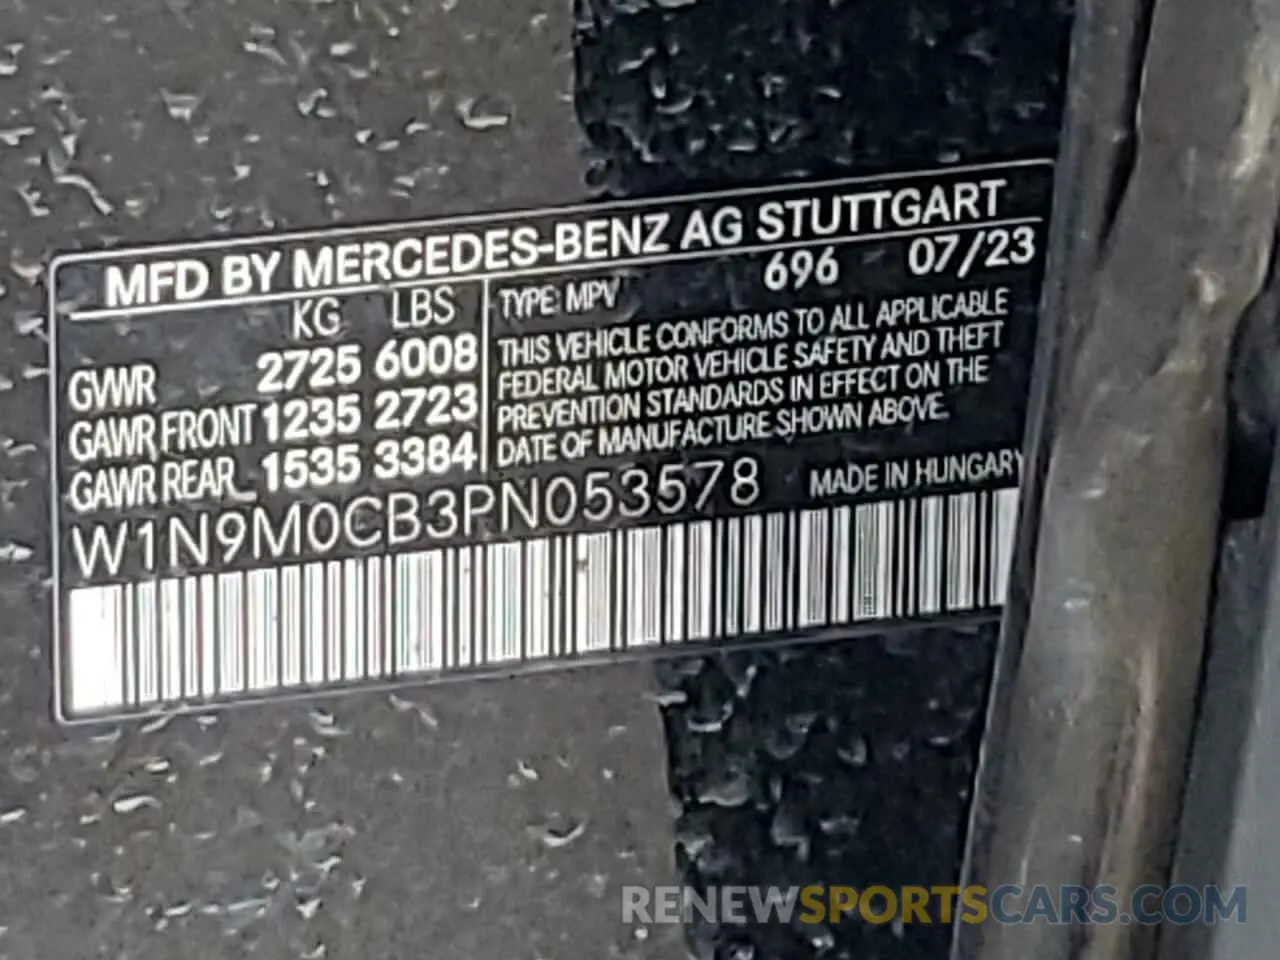 MFD BY MERCEDES-BENZ AG STUTTGART
696 07/23
KG LBS
GVWR 2725 6008
GAWR FRONT 1235 2723
GAWR REAR 1535 3384
TYPE: MPV
THIS VEHICLE CONFORMS TO ALL APPLICABLE
FEDERAL MOTOR VEHICLE SAFETY AND THEFT
PREVENTION STANDARDS IN EFFECT ON THE
DATE OF MANUFACTURE SHOWN ABOVE.
W1N9M0CB3PN053578 MADE IN HUNGARY
RENEWSPORTSCARS.COM